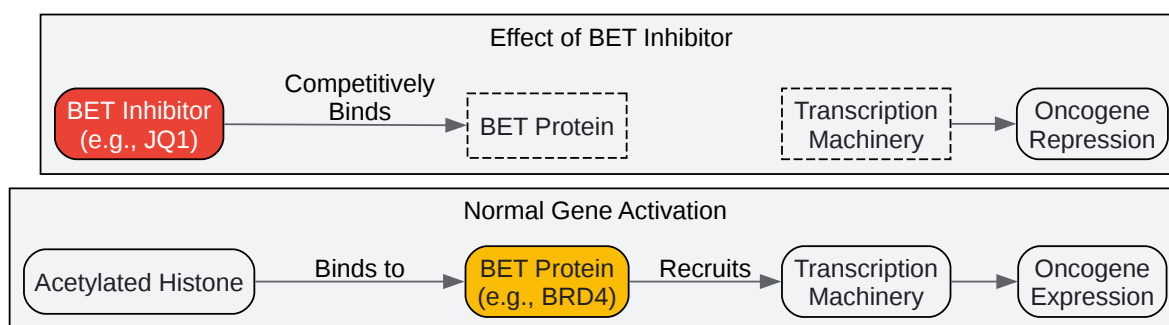 Effect of BET Inhibitor
BET Inhibitor
(e.g., JQ1)
Competitively
Binds
BET Protein
Transcription
Machinery
Oncogene
Repression
Normal Gene Activation
Acetylated Histone
Binds to
BET Protein
(e.g., BRD4)
Recruits
Transcription
Machinery
Oncogene
Expression